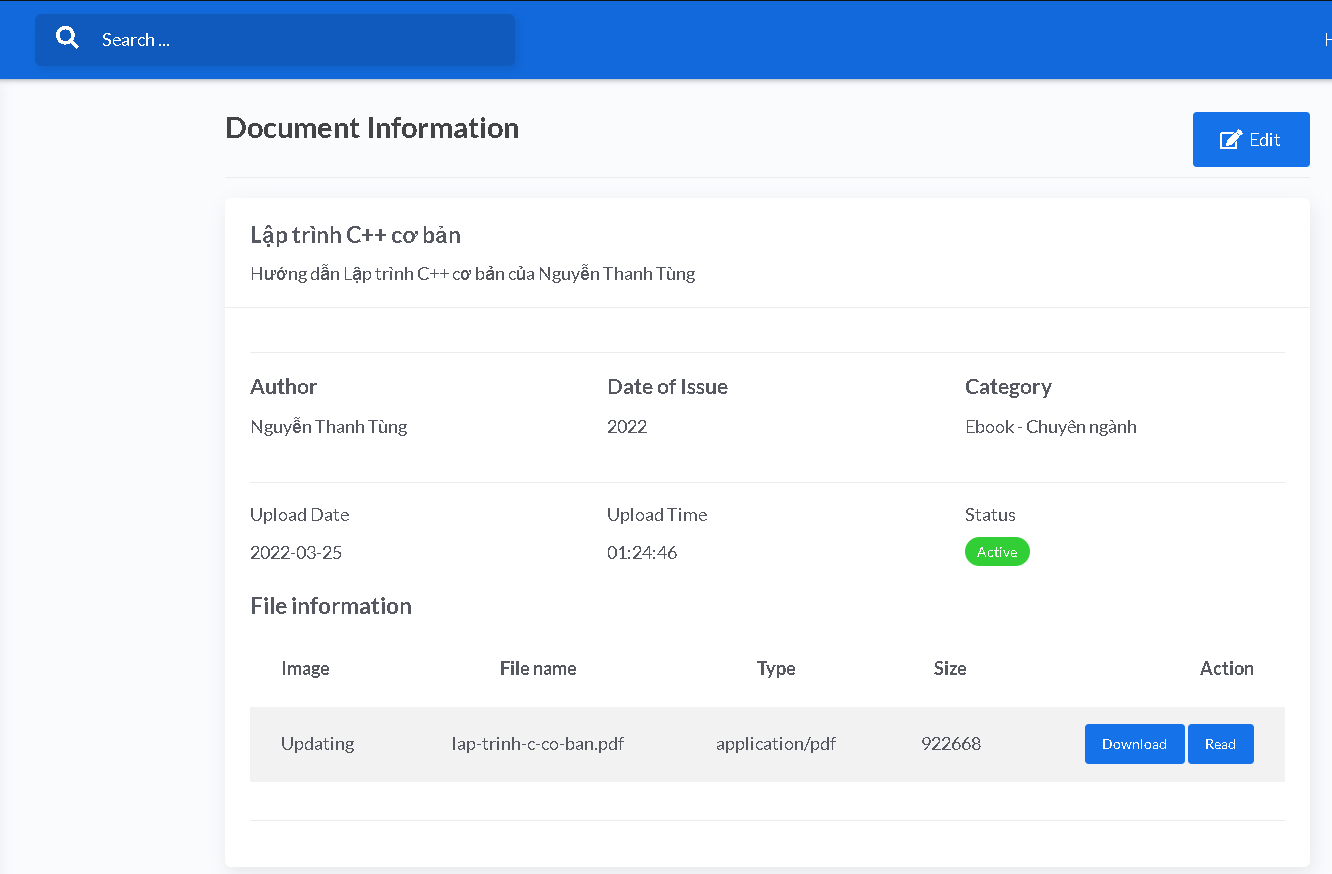 Search ...
H
Document Information
Edit
Lập trình C++ cơ bản
Hướng dẫn Lập trình C++ cơ bản của Nguyễn Thanh Tùng
Author Date of Issue Category
Nguyễn Thanh Tùng 2022 Ebook - Chuyên ngành
Upload Date Upload Time Status
2022-03-25 01:24:46 Active
File information
Image File name Type Size Action
Updating lap-trinh-c-co-ban.pdf application/pdf 922668 Download Read